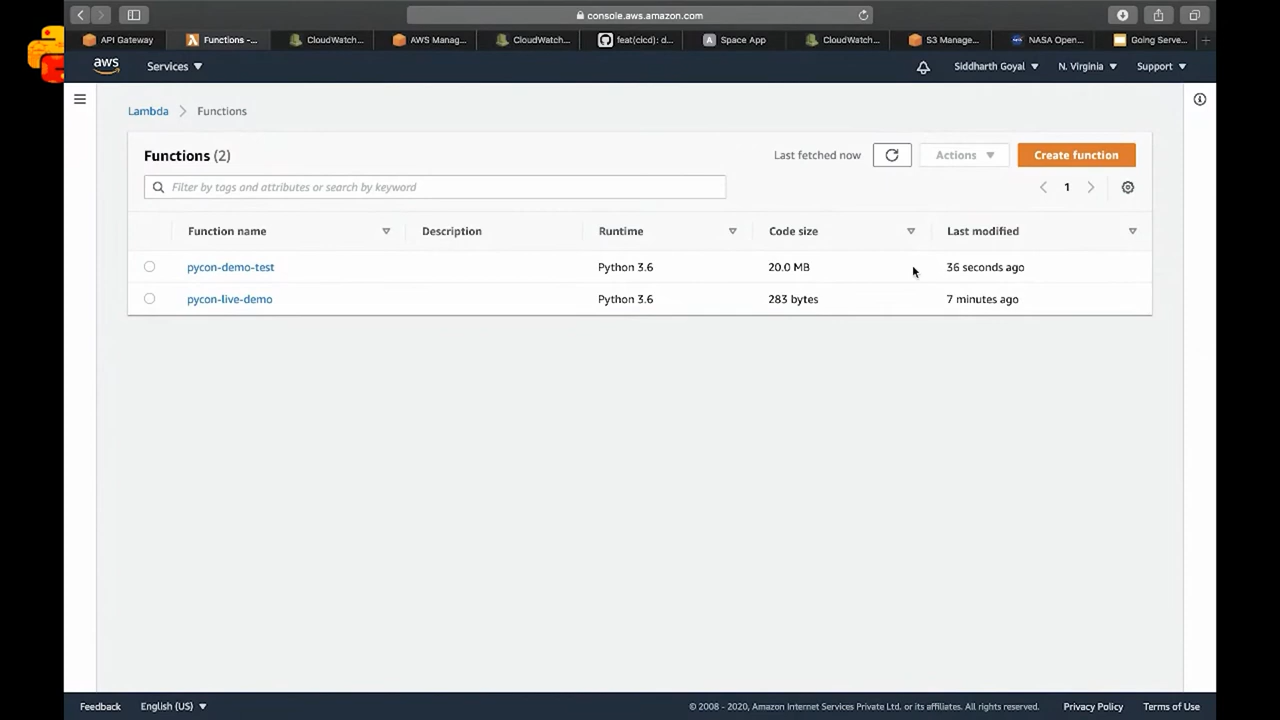 console.aws.amazon.com
API Gateway
Functions -...
CloudWatch...
AWS Manag...
CloudWatch...
feat(cicd): d...
A Space App
CloudWatch...
S3 Manage...
NASA Open...
Going Serve...
aws
Services
Siddharth Goyal
N. Virginia
Support
Lambda
Functions
Functions (2)
Last fetched now
Actions
Create function
Filter by tags and attributes or search by keyword
1
Function name
Description
Runtime
Code size
Last modified
pycon-demo-test
Python 3.6
20.0 MB
36 seconds ago
pycon-live-demo
Python 3.6
283 bytes
7 minutes ago
Feedback
English (US)
© 2008 - 2020, Amazon Internet Services Private Ltd. or its affiliates. All rights reserved.
Privacy Policy
Terms of Use